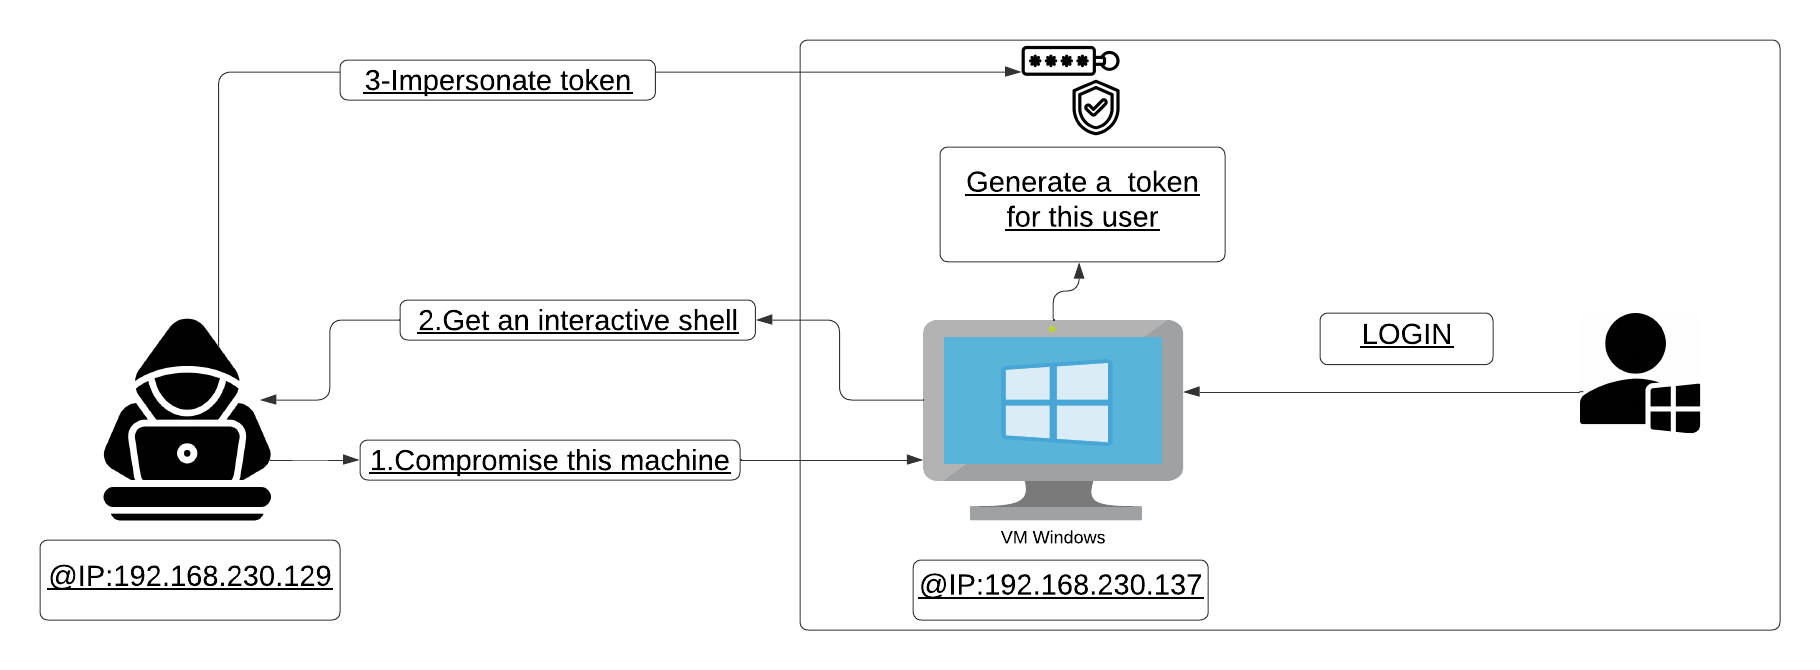 3-Impersonate token
****
Generate a  token
for this user
2.Get an interactive shell
LOGIN
1.Compromise this machine
VM Windows
@IP:192.168.230.129
@IP:192.168.230.137